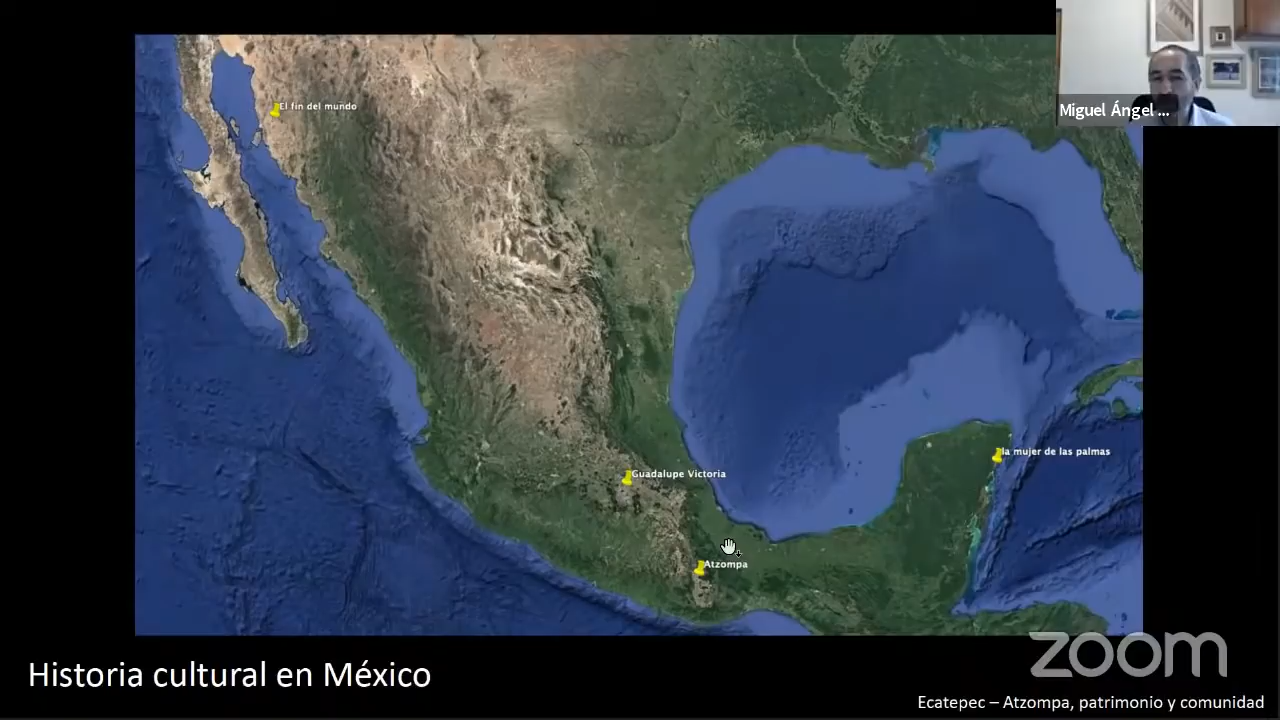 Miguel Ángel ...
El fin del mundo
la mujer de las palmas
Guadalupe Victoria
Atzompa
zoom
Historia cultural en México
Ecatepec – Atzompa, patrimonio y comunidad